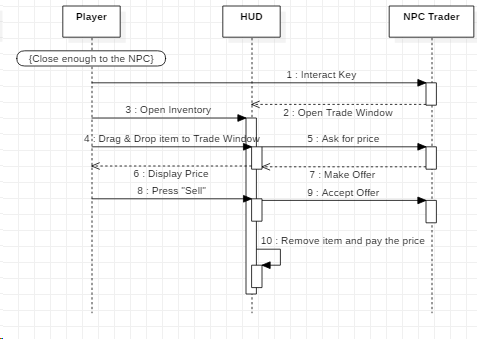 Player
HUD
NPC Trader
{Close enough to the NPC}
1 : Interact Key
2 : Open Trade Window
3 : Open Inventory
4 : Drag & Drop item to Trade Window
5 : Ask for price
6 : Display Price
7 : Make Offer
8 : Press "Sell"
9 : Accept Offer
10 : Remove item and pay the price